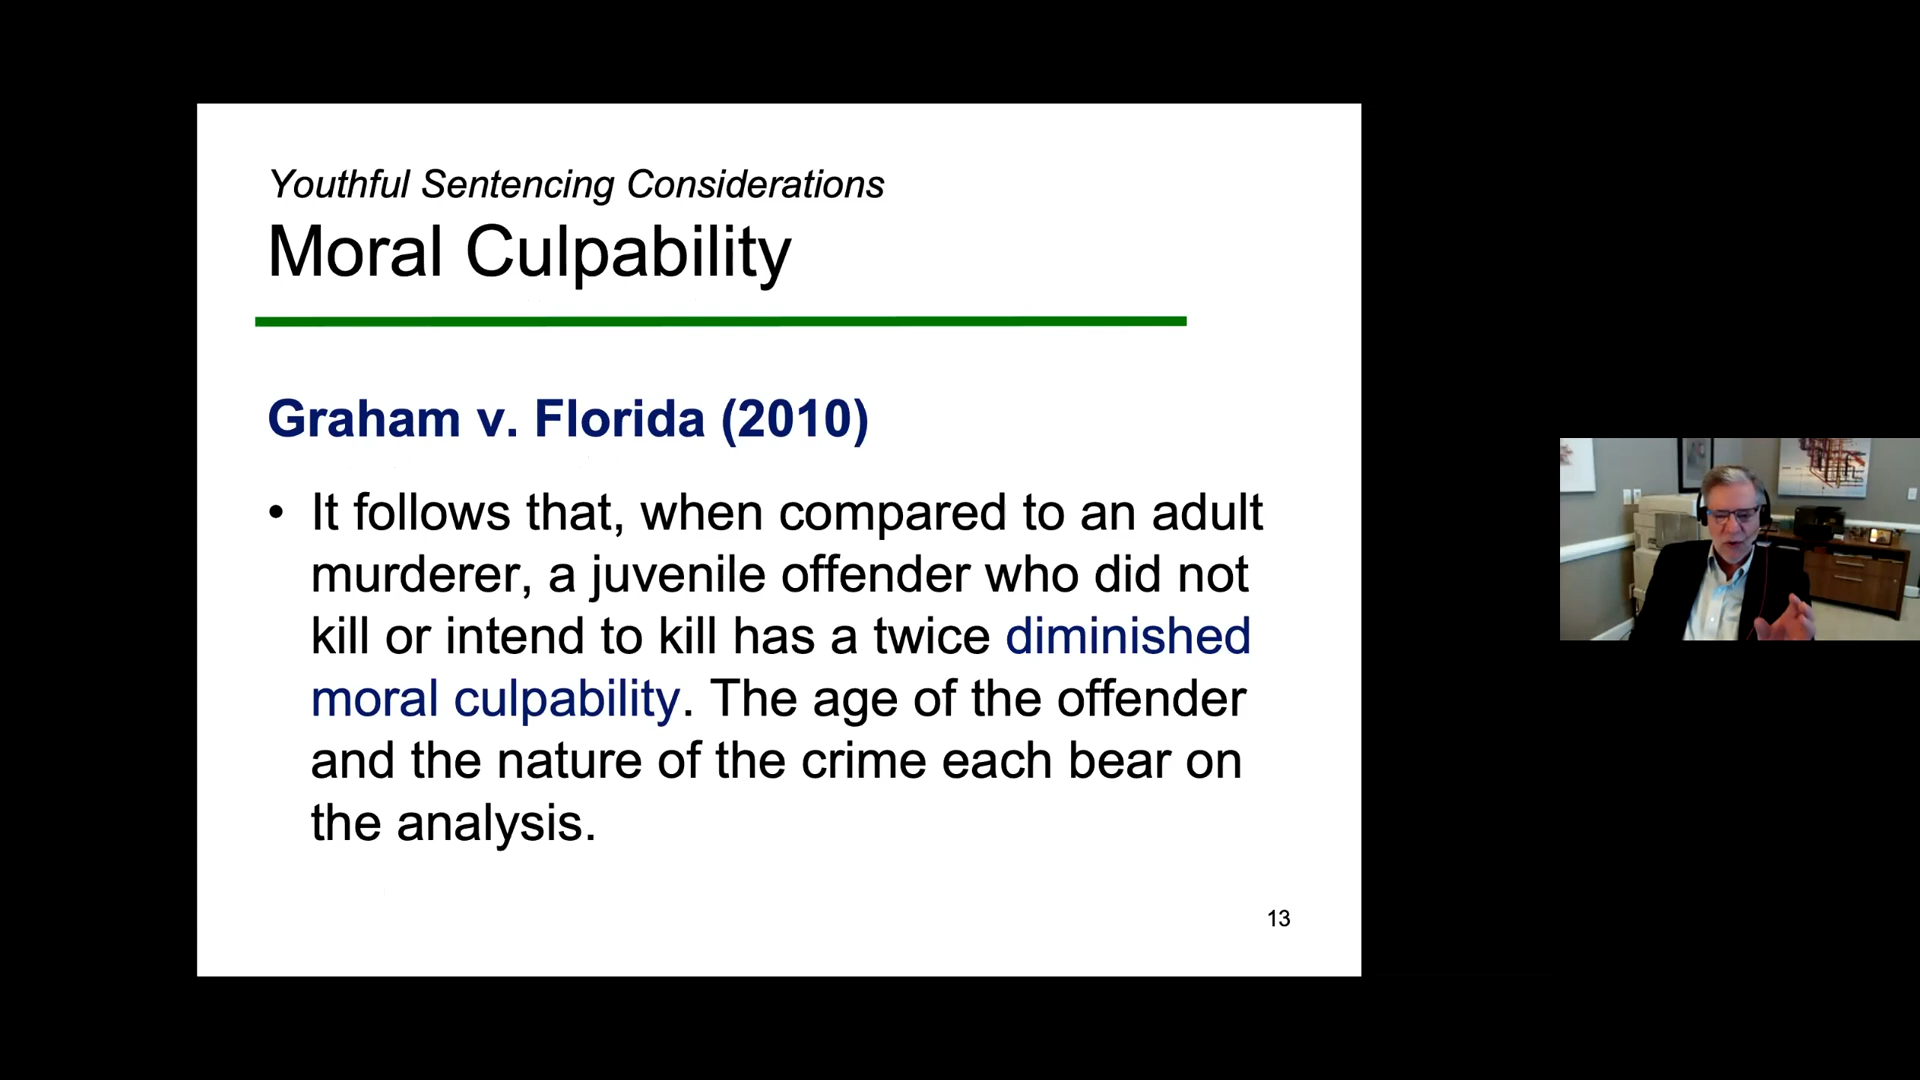 Youthful Sentencing Considerations
Moral Culpability
Graham v. Florida (2010)
• It follows that, when compared to an adult
murderer, a juvenile offender who did not
kill or intend to kill has a twice diminished
moral culpability. The age of the offender
and the nature of the crime each bear on
the analysis.
13